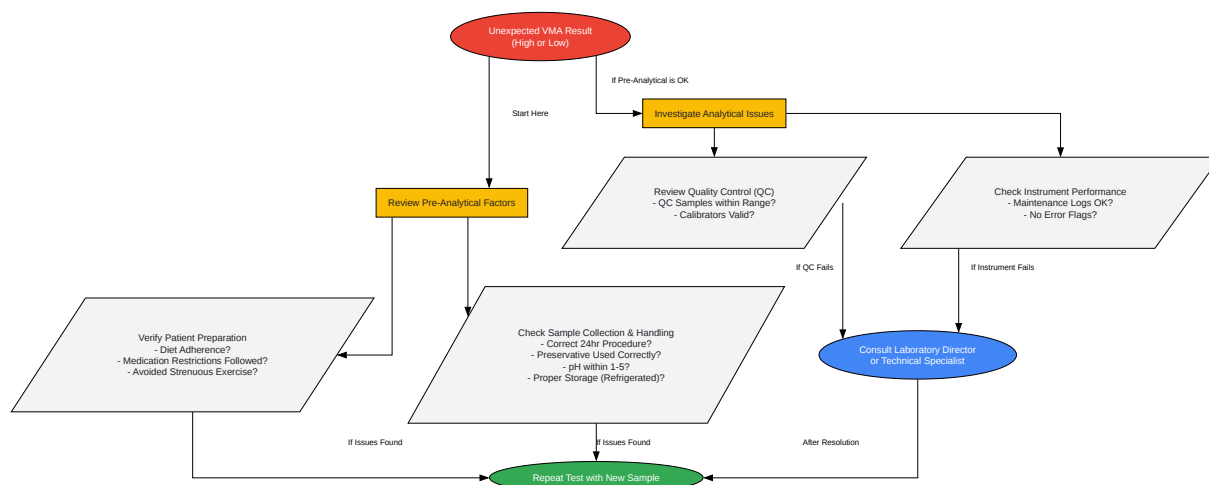 Unexpected VMA Result
(High or Low)
If Pre-Analytical is OK
Start Here
Investigate Analytical Issues
Review Pre-Analytical Factors
Review Quality Control (QC)
- QC Samples within Range?
- Calibrators Valid?
Check Instrument Performance
- Maintenance Logs OK?
- No Error Flags?
If QC Fails
If Instrument Fails
Verify Patient Preparation
- Diet Adherence?
- Medication Restrictions Followed?
- Avoided Strenuous Exercise?
Check Sample Collection & Handling
- Correct 24hr Procedure?
- Preservative Used Correctly?
- pH within 1-5?
- Proper Storage (Refrigerated)?
Consult Laboratory Director
or Technical Specialist
If Issues Found
If Issues Found
After Resolution
Repeat Test with New Sample